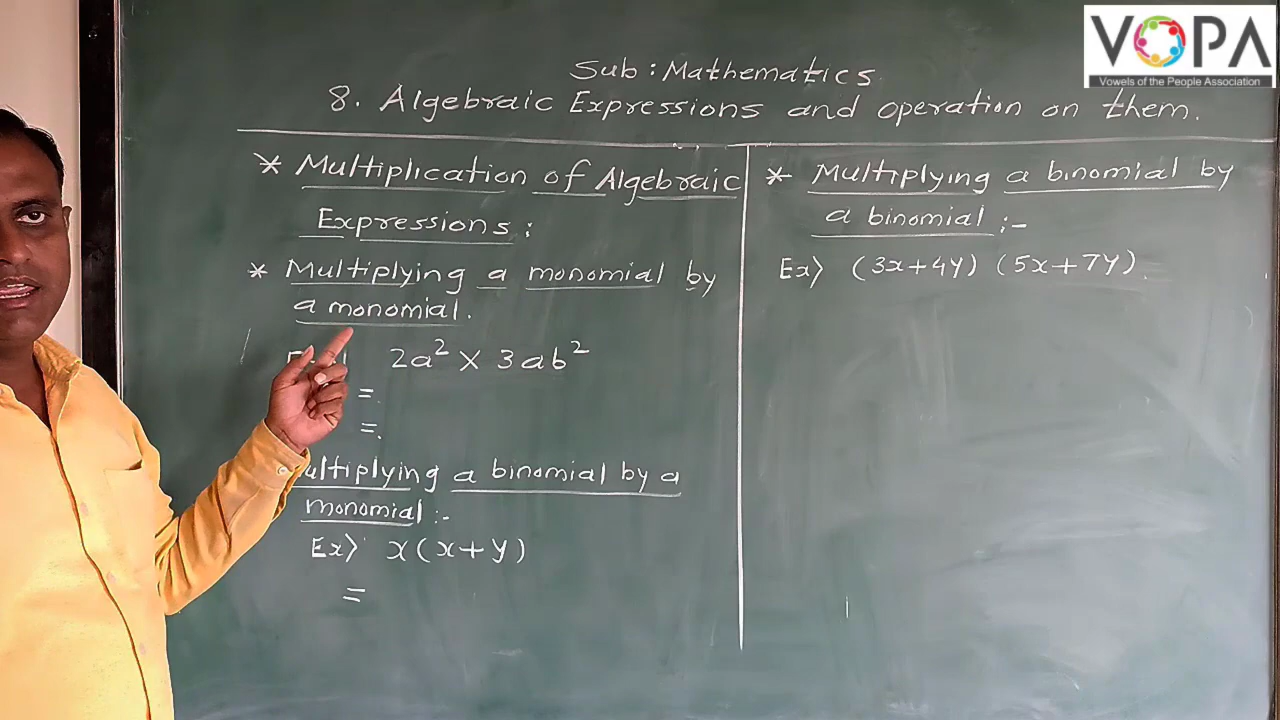 VOPA
Vowels of the People Association
Sub : Mathematics
8. Algebraic Expressions and operation on them.
* Multiplication of Algebraic
Expressions :
* Multiplying a monomial by
a monomial.
2a² × 3ab²
=
=
ultiplying a binomial by a
monomial :-
Ex> x(x+y)
=
* Multiplying a binomial by
a binomial :-
Ex> (3x+4y) (5x+7y).